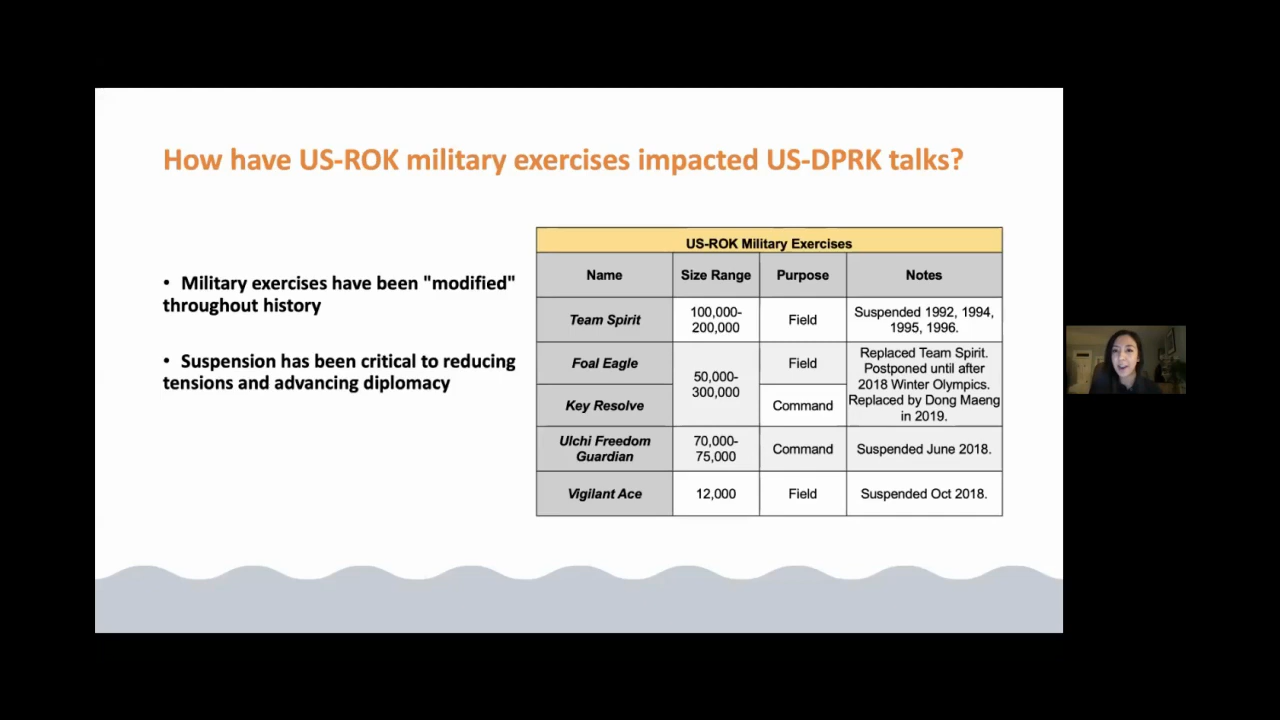 How have US-ROK military exercises impacted US-DPRK talks?
• Military exercises have been "modified"
throughout history
• Suspension has been critical to reducing
tensions and advancing diplomacy
US-ROK Military Exercises
Name Size Range Purpose Notes
Team Spirit
100,000-
200,000
Field
Suspended 1992, 1994,
1995, 1996.
Foal Eagle
50,000-
300,000
Field
Replaced Team Spirit.
Postponed until after
2018 Winter Olympics.
Replaced by Dong Maeng
in 2019.
Key Resolve
Command
Ulchi Freedom
Guardian
70,000-
75,000
Command
Suspended June 2018.
Vigilant Ace
12,000
Field
Suspended Oct 2018.